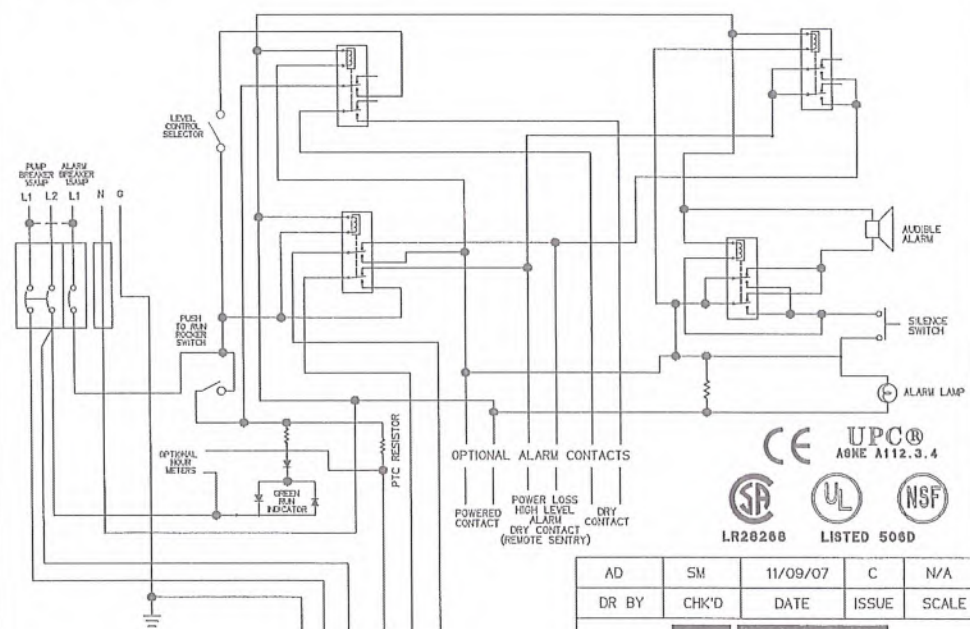 LEVEL
CONTROL
SELECTOR
PUMP
BREAKER
15AMP
ALARM
BREAKER
15AMP
L1 L2 L1 N G
AUDIBLE
ALARM
PUSH
TO RUN
ROCKER
SWITCH
SILENCE
SWITCH
ALARM LAMP
PTC RESISTOR
OPTIONAL ALARM CONTACTS
OPTIONAL
HOUR
METERS
GREEN
RUN
INDICATOR
POWERED
CONTACT
POWER LOSS
HIGH LEVEL
ALARM
DRY CONTACT
(REMOTE SENTRY)
DRY
CONTACT
CE
UPC®
ASME A112.3.4
SA
UL
NSF
LR26288
LISTED 506D
AD SM 11/09/07 C N/A
DR BY CHK'D DATE ISSUE SCALE